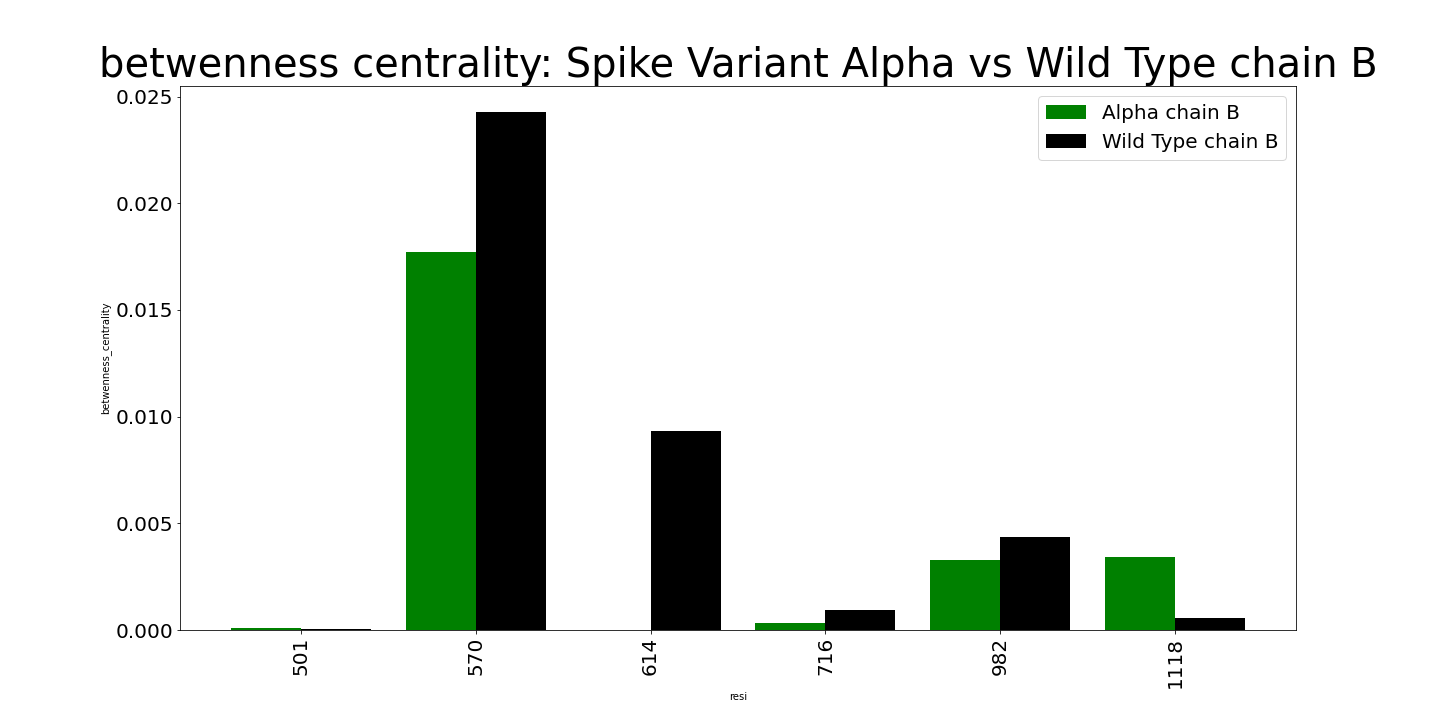 betwenness centrality: Spike Variant Alpha vs Wild Type chain B
Alpha chain B
Wild Type chain B
0.025
0.020
0.015
0.010
0.005
0.000
betwenness_centrality
501
570
614
716
982
1118
resi